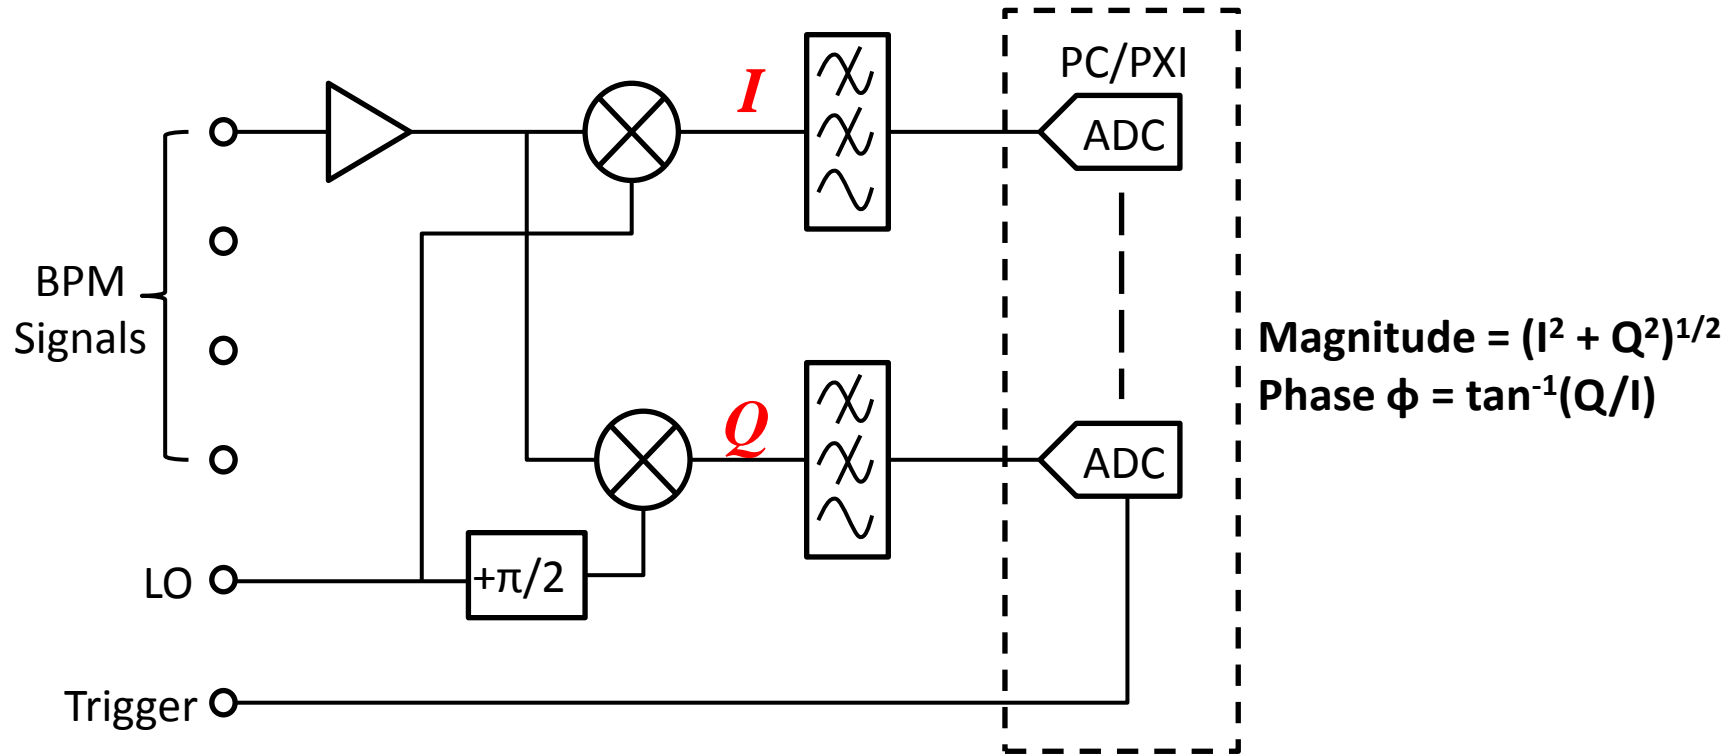 PC/PXI
I
ADC
BPM
Signals
Magnitude = (I² + Q²)¹/²
Phase ϕ = tan⁻¹(Q/I)
Q
ADC
LO
+π/2
Trigger